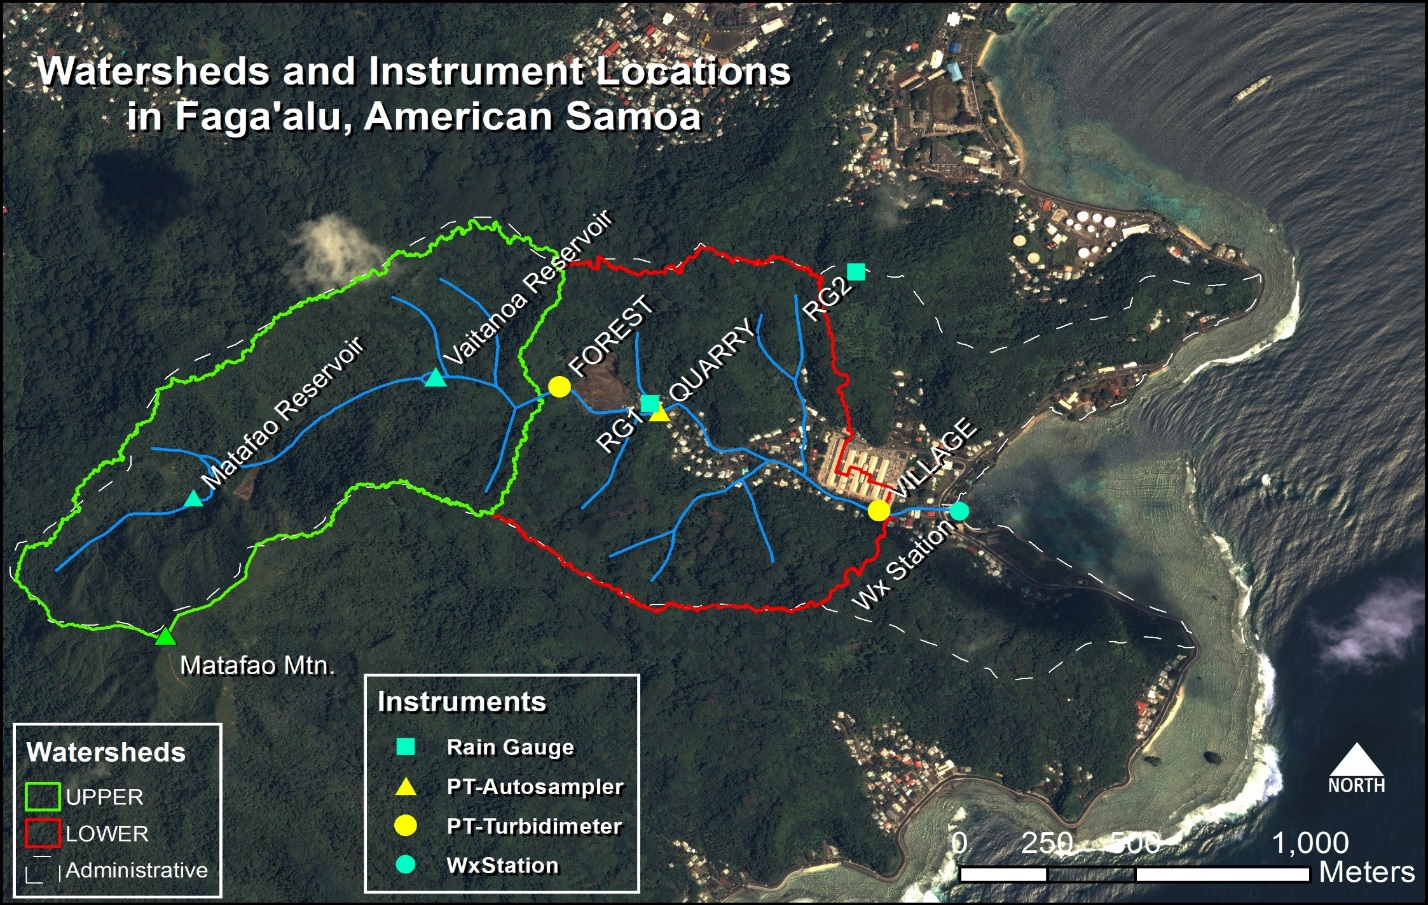 Watersheds and Instrument Locations
in Faga'alu, American Samoa
Vaitanoa Reservoir
Matafao Reservoir
FOREST
QUARRY
RG1
RG2
VILLAGE
Wx Station
Matafao Mtn.
Watersheds
UPPER
LOWER
Administrative
Instruments
Rain Gauge
PT-Autosampler
PT-Turbidimeter
WxStation
NORTH
0 250 500 1,000
Meters